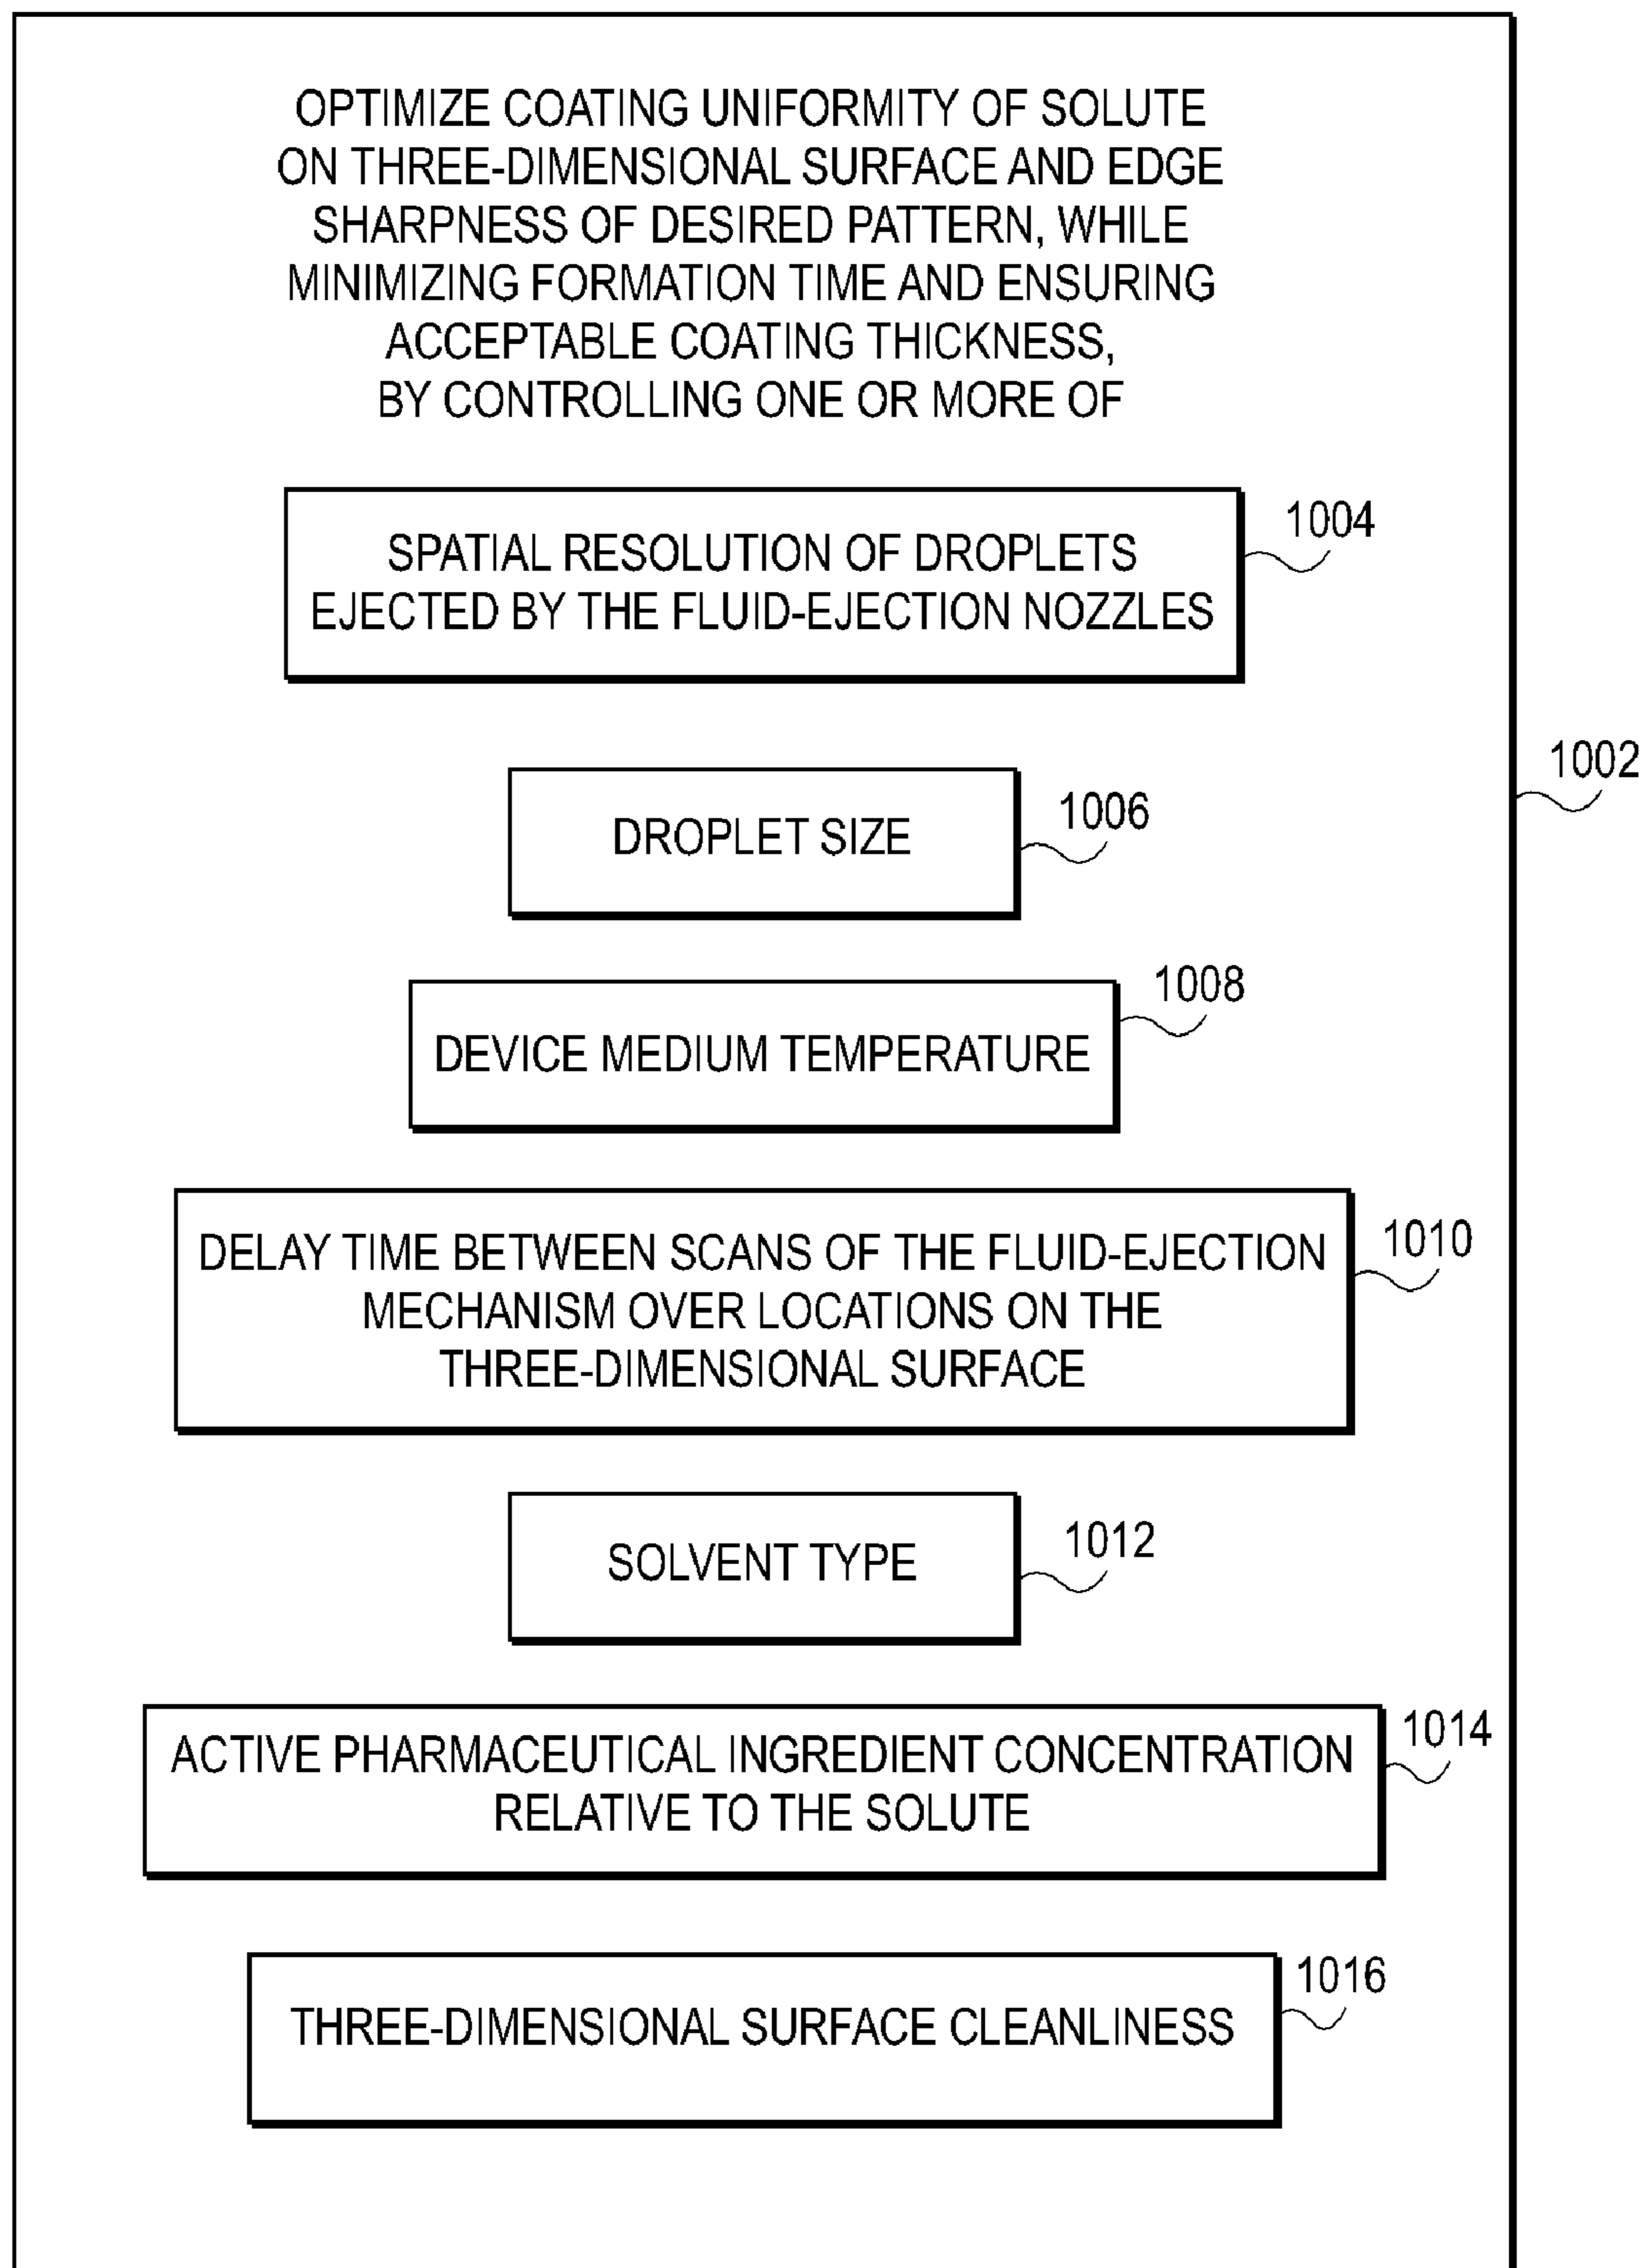 OPTIMIZE COATING UNIFORMITY OF SOLUTE
ON THREE-DIMENSIONAL SURFACE AND EDGE
SHARPNESS OF DESIRED PATTERN, WHILE
MINIMIZING FORMATION TIME AND ENSURING
ACCEPTABLE COATING THICKNESS,
BY CONTROLLING ONE OR MORE OF
1004
SPATIAL RESOLUTION OF DROPLETS
EJECTED BY THE FLUID-EJECTION NOZZLES
1002
1006
DROPLET SIZE
1008
DEVICE MEDIUM TEMPERATURE
1010
DELAY TIME BETWEEN SCANS OF THE FLUID-EJECTION
MECHANISM OVER LOCATIONS ON THE
THREE-DIMENSIONAL SURFACE
1012
SOLVENT TYPE
1014
ACTIVE PHARMACEUTICAL INGREDIENT CONCENTRATION
RELATIVE TO THE SOLUTE
1016
THREE-DIMENSIONAL SURFACE CLEANLINESS